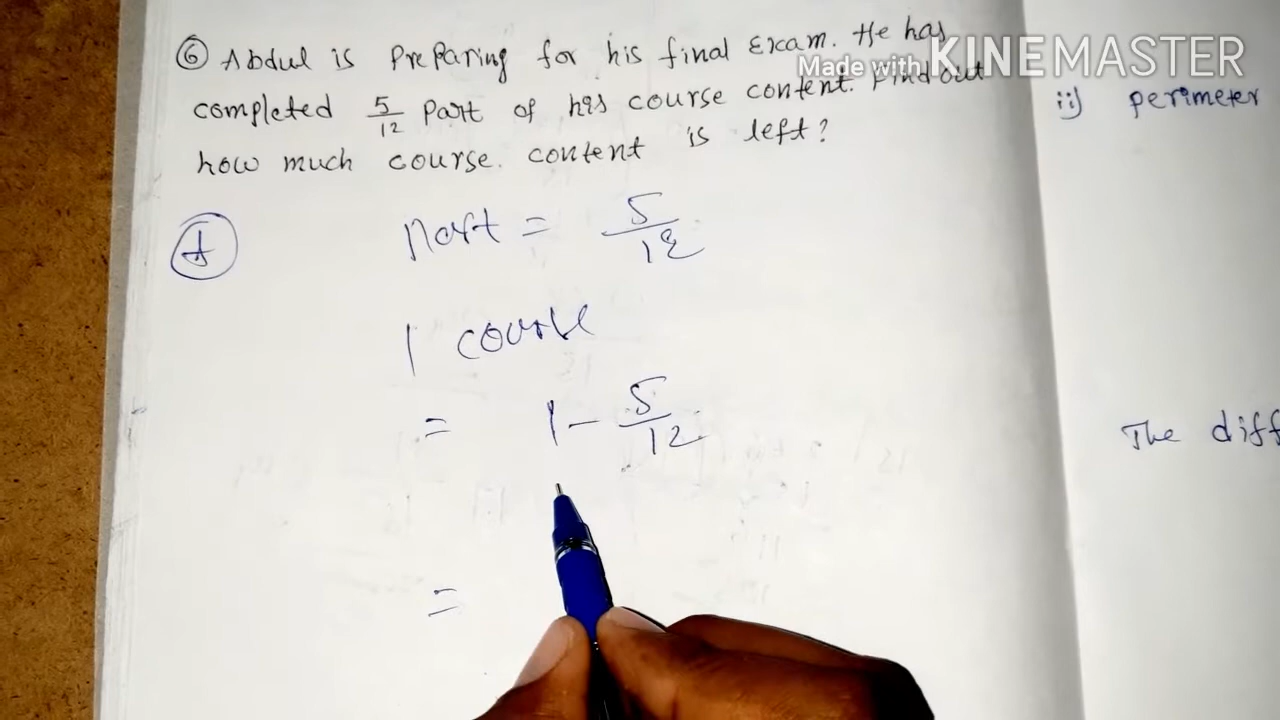 ⑥ Abdul is preparing for his final Exam. He has
Made with KINEMASTER
completed 5/12 Part of his course content. Find out
how much course. content is left?
ii) perimeter
A
part = 5/12
1 course
= 1 - 5/12
The diff
=